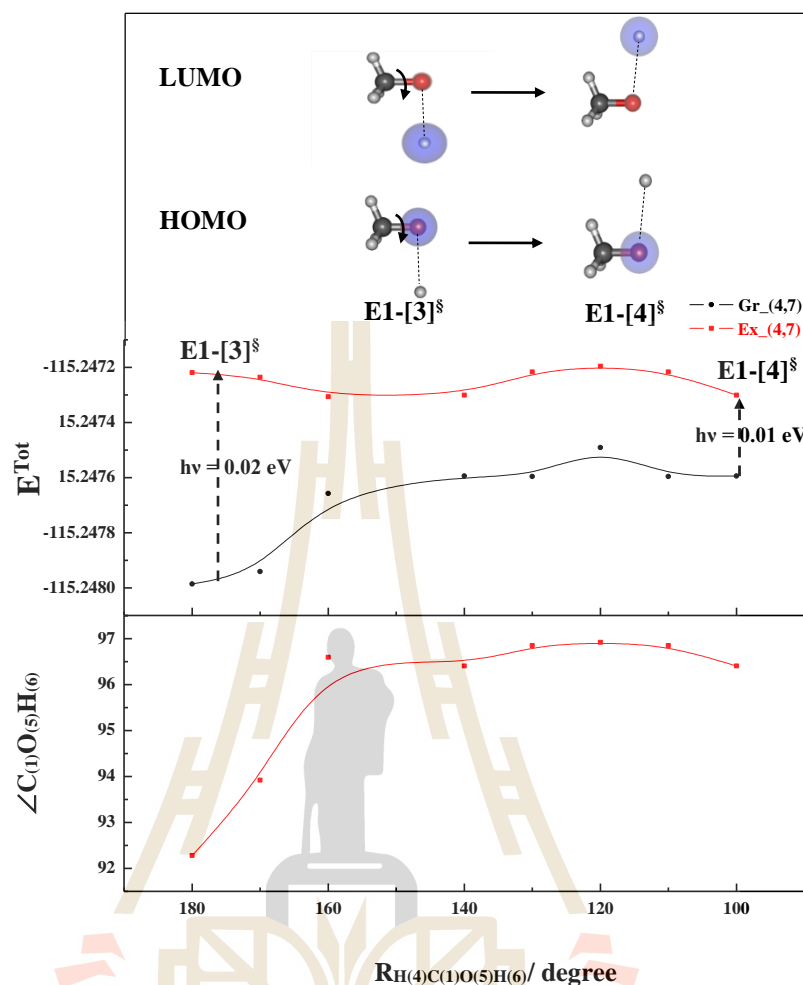 LUMO
HOMO
E1-[3]§
E1-[4]§
Gr_(4,7)
Ex_(4,7)
E1-[3]§
E1-[4]§
hν = 0.02 eV
hν = 0.01 eV
E^Tot
-115.2472
-115.2474
15.2476
-115.2478
-115.2480
∠C(1)O(5)H(6)
97
96
95
94
93
92
180
160
140
120
100
RH(4)C(1)O(5)H(6)/ degree